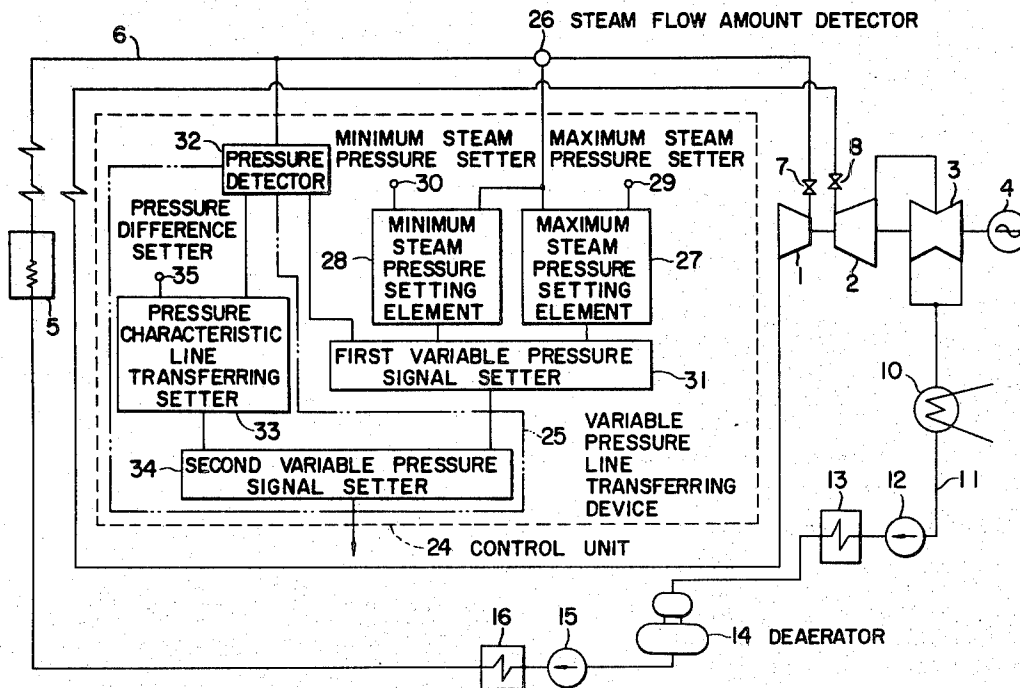 26 STEAM FLOW AMOUNT DETECTOR
6
32
PRESSURE
DETECTOR
MINIMUM STEAM
PRESSURE SETTER
MAXIMUM STEAM
PRESSURE SETTER
7
8
3
4
30
29
PRESSURE
DIFFERENCE
SETTER
MINIMUM
STEAM
PRESSURE
SETTING
ELEMENT
28
MAXIMUM
STEAM
PRESSURE
SETTING
ELEMENT
27
1
2
5
35
PRESSURE
CHARACTERISTIC
LINE
TRANSFERRING
SETTER
33
FIRST VARIABLE PRESSURE
SIGNAL SETTER
31
10
25
VARIABLE
PRESSURE
LINE
TRANSFERRING
DEVICE
34
SECOND VARIABLE PRESSURE
SIGNAL SETTER
13
12
11
24 CONTROL UNIT
16
15
14 DEAERATOR